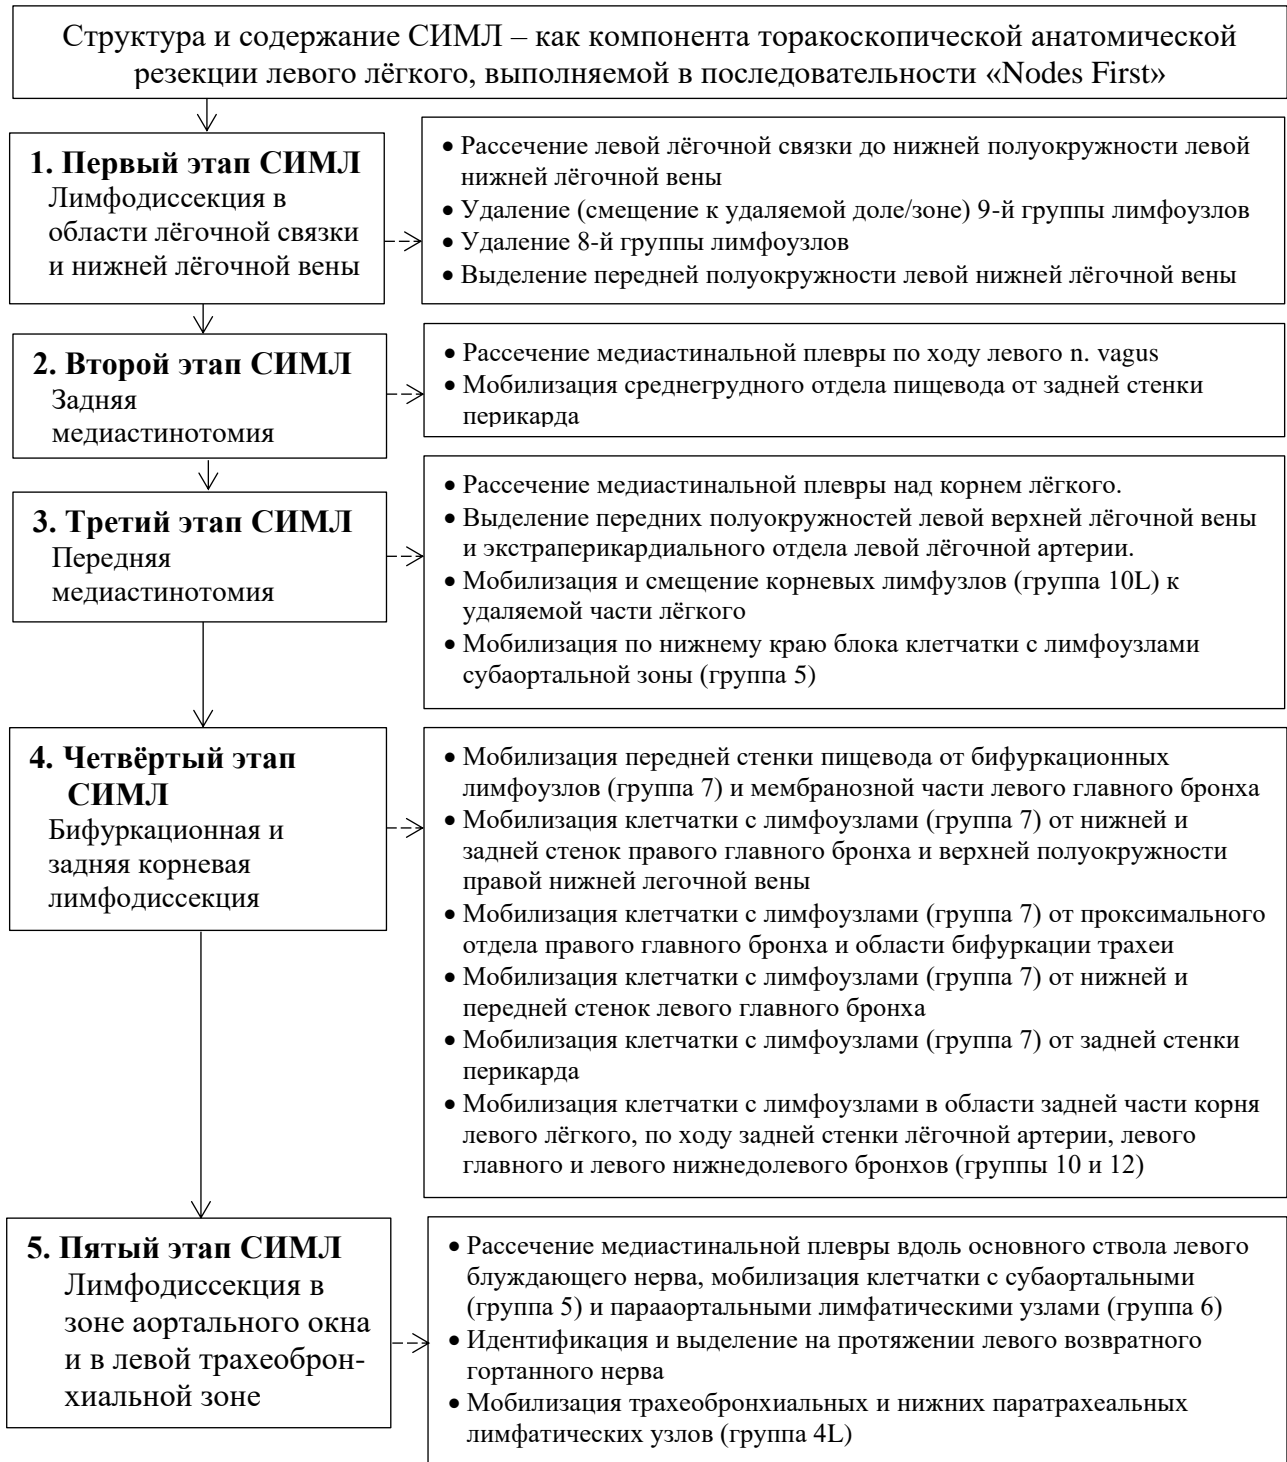 Структура и содержание СИМЛ – как компонента торакоскопической анатомической
резекции левого лёгкого, выполняемой в последовательности «Nodes First»
1. Первый этап СИМЛ
Лимфодиссекция в
области лёгочной связки
и нижней лёгочной вены
• Рассечение левой лёгочной связки до нижней полуокружности левой
нижней лёгочной вены
• Удаление (смещение к удаляемой доле/зоне) 9-й группы лимфоузлов
• Удаление 8-й группы лимфоузлов
• Выделение передней полуокружности левой нижней лёгочной вены
2. Второй этап СИМЛ
Задняя
медиастинотомия
• Рассечение медиастинальной плевры по ходу левого n. vagus
• Мобилизация среднегрудного отдела пищевода от задней стенки
перикарда
3. Третий этап СИМЛ
Передняя
медиастинотомия
• Рассечение медиастинальной плевры над корнем лёгкого.
• Выделение передних полуокружностей левой верхней лёгочной вены
и экстраперикардиального отдела левой лёгочной артерии.
• Мобилизация и смещение корневых лимфузлов (группа 10L) к
удаляемой части лёгкого
• Мобилизация по нижнему краю блока клетчатки с лимфоузлами
субаортальной зоны (группа 5)
4. Четвёртый этап
СИМЛ
Бифуркационная и
задняя корневая
лимфодиссекция
• Мобилизация передней стенки пищевода от бифуркационных
лимфоузлов (группа 7) и мембранозной части левого главного бронха
• Мобилизация клетчатки с лимфоузлами (группа 7) от нижней и
задней стенок правого главного бронха и верхней полуокружности
правой нижней легочной вены
• Мобилизация клетчатки с лимфоузлами (группа 7) от проксимального
отдела правого главного бронха и области бифуркации трахеи
• Мобилизация клетчатки с лимфоузлами (группа 7) от нижней и
передней стенок левого главного бронха
• Мобилизация клетчатки с лимфоузлами (группа 7) от задней стенки
перикарда
• Мобилизация клетчатки с лимфоузлами в области задней части корня
левого лёгкого, по ходу задней стенки лёгочной артерии, левого
главного и левого нижнедолевого бронхов (группы 10 и 12)
5. Пятый этап СИМЛ
Лимфодиссекция в
зоне аортального окна
и в левой трахеоброн-
хиальной зоне
• Рассечение медиастинальной плевры вдоль основного ствола левого
блуждающего нерва, мобилизация клетчатки с субаортальными
(группа 5) и парааортальными лимфатическими узлами (группа 6)
• Идентификация и выделение на протяжении левого возвратного
гортанного нерва
• Мобилизация трахеобронхиальных и нижних паратрахеальных
лимфатических узлов (группа 4L)